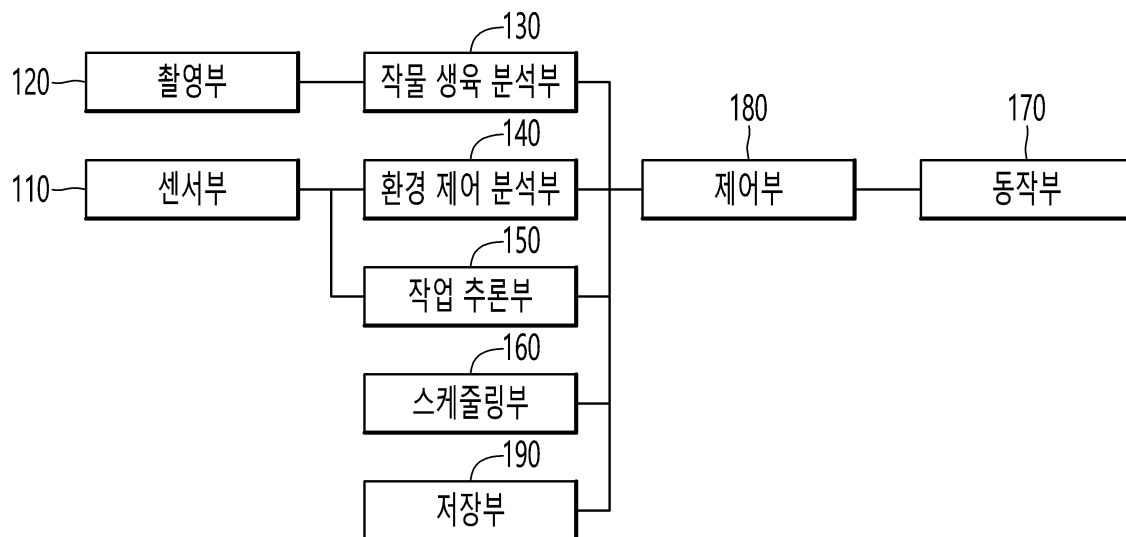 130
120 촬영부 작물 생육 분석부
140 180 170
110 센서부 환경 제어 분석부 제어부 동작부
150
작업 추론부
160
스케줄링부
190
저장부